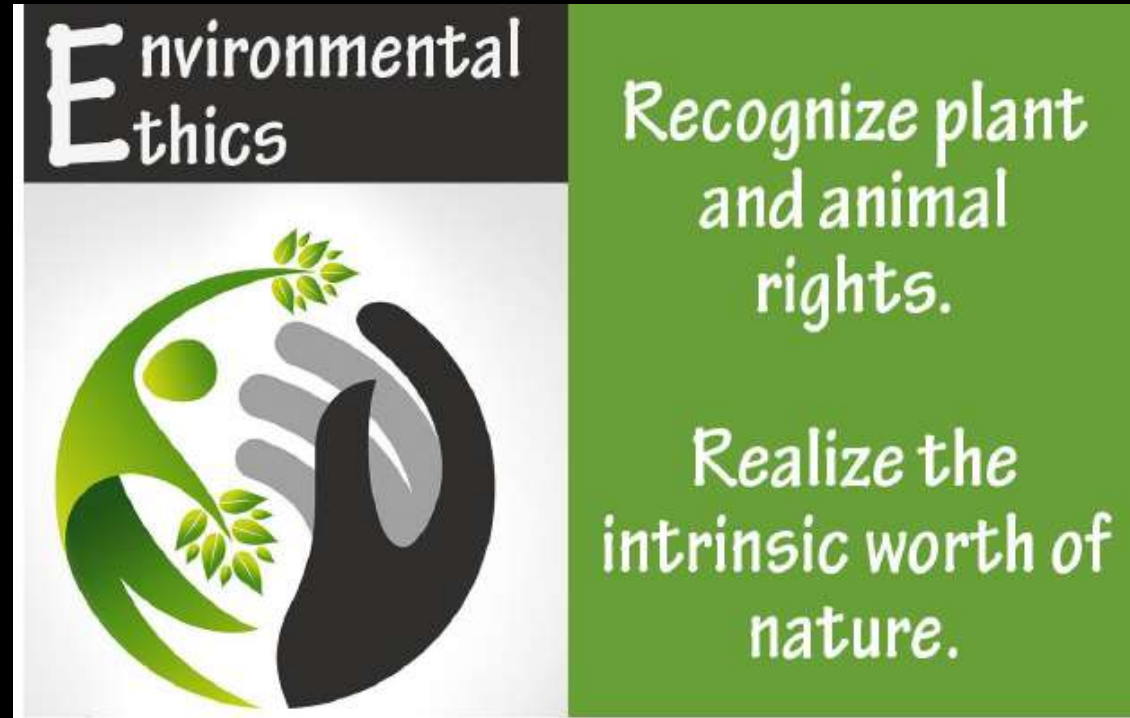 Environmental
Ethics
Recognize plant
and animal
rights.
Realize the
intrinsic worth of
nature.